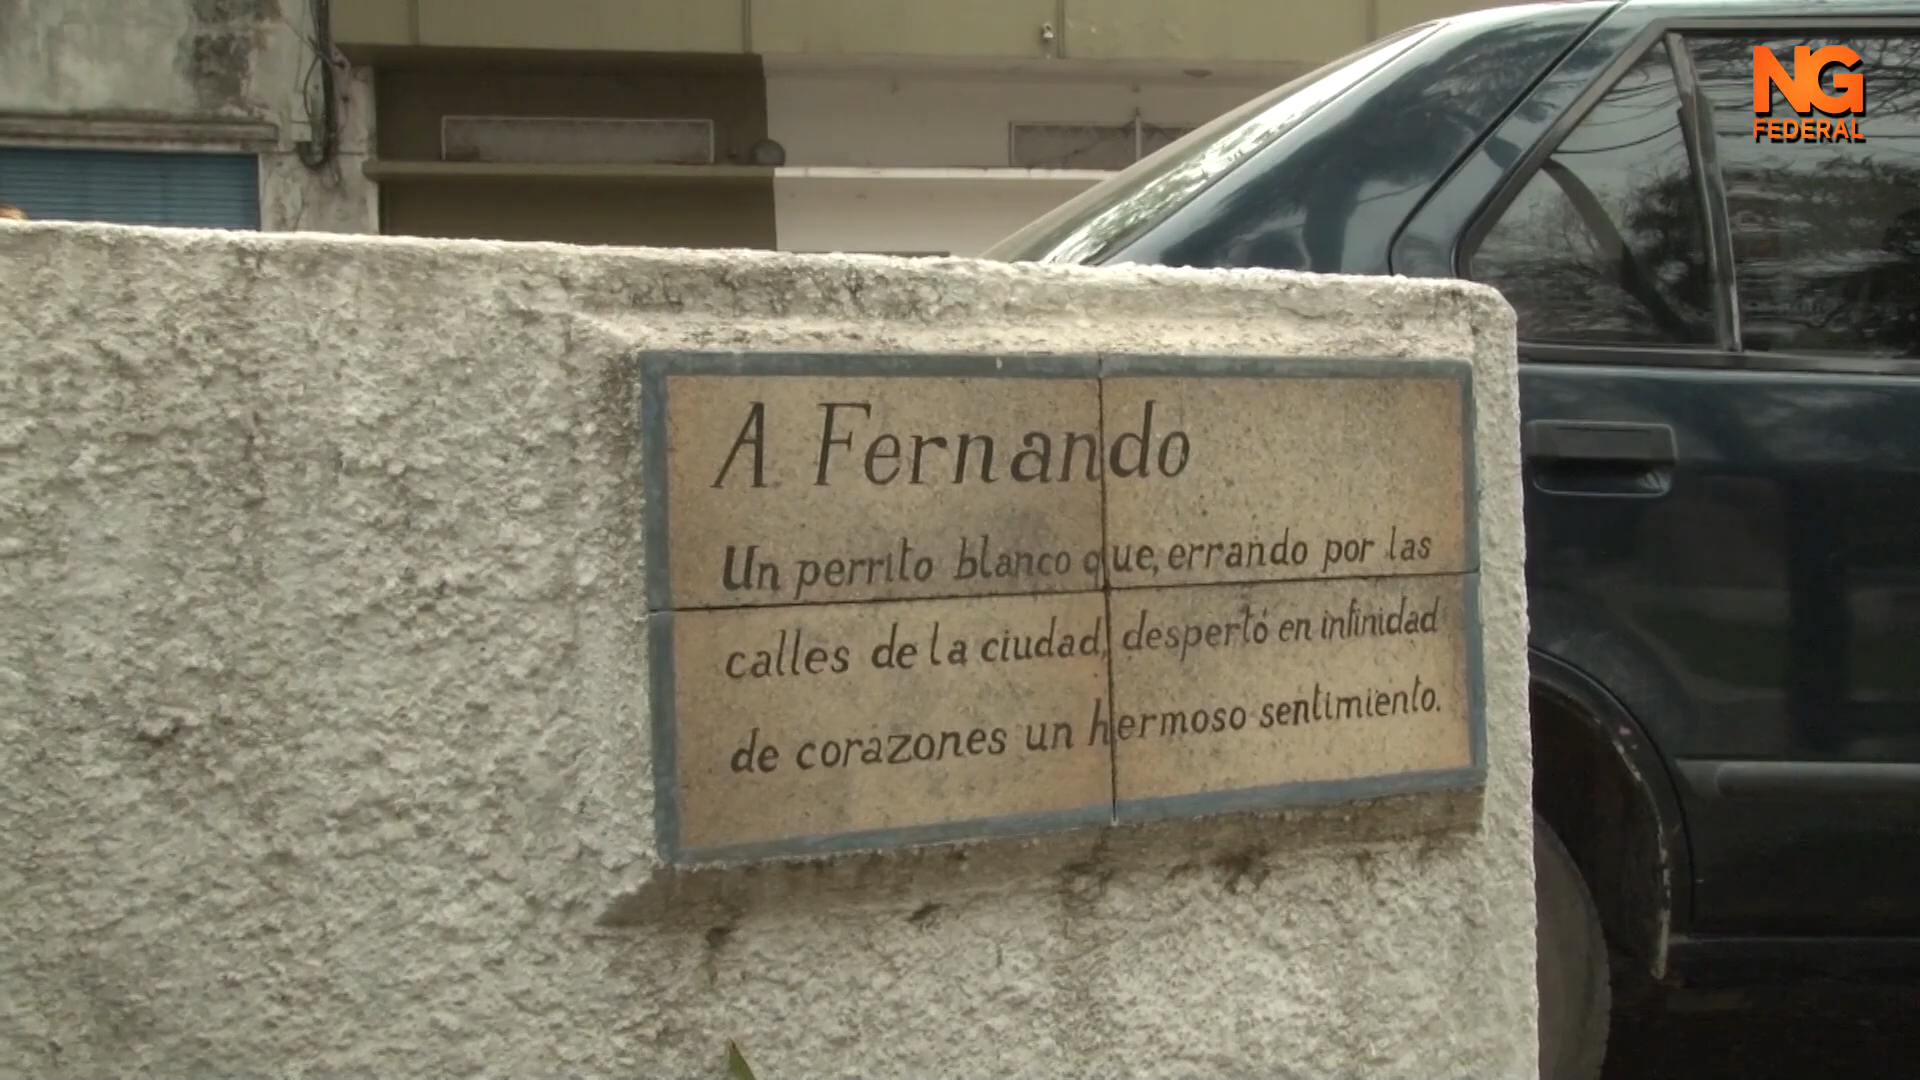 NG
FEDERAL
A Fernando
Un perrito blanco que, errando por las
calles de la ciudad, despertó en infinidad
de corazones un hermoso sentimiento.